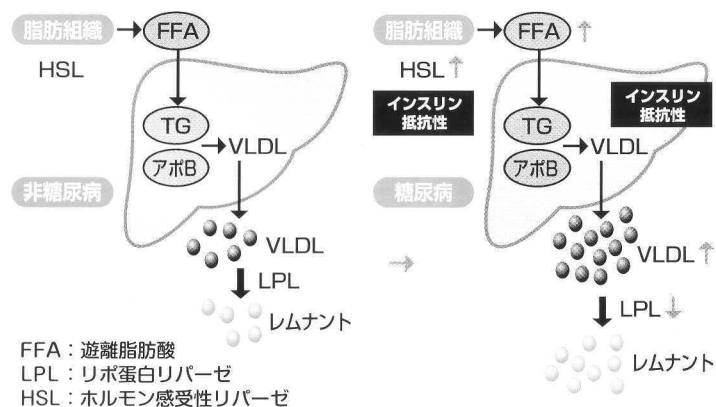 脂肪組織 → FFA
HSL
TG
アポB
→ VLDL
非糖尿病
VLDL
LPL
レムナント
FFA：遊離脂肪酸
LPL：リポ蛋白リパーゼ
HSL：ホルモン感受性リパーゼ
→
脂肪組織 → FFA ↑
HSL ↑
インスリン
抵抗性
インスリン
抵抗性
TG
アポB
→ VLDL
糖尿病
VLDL ↑
LPL ↓
レムナント